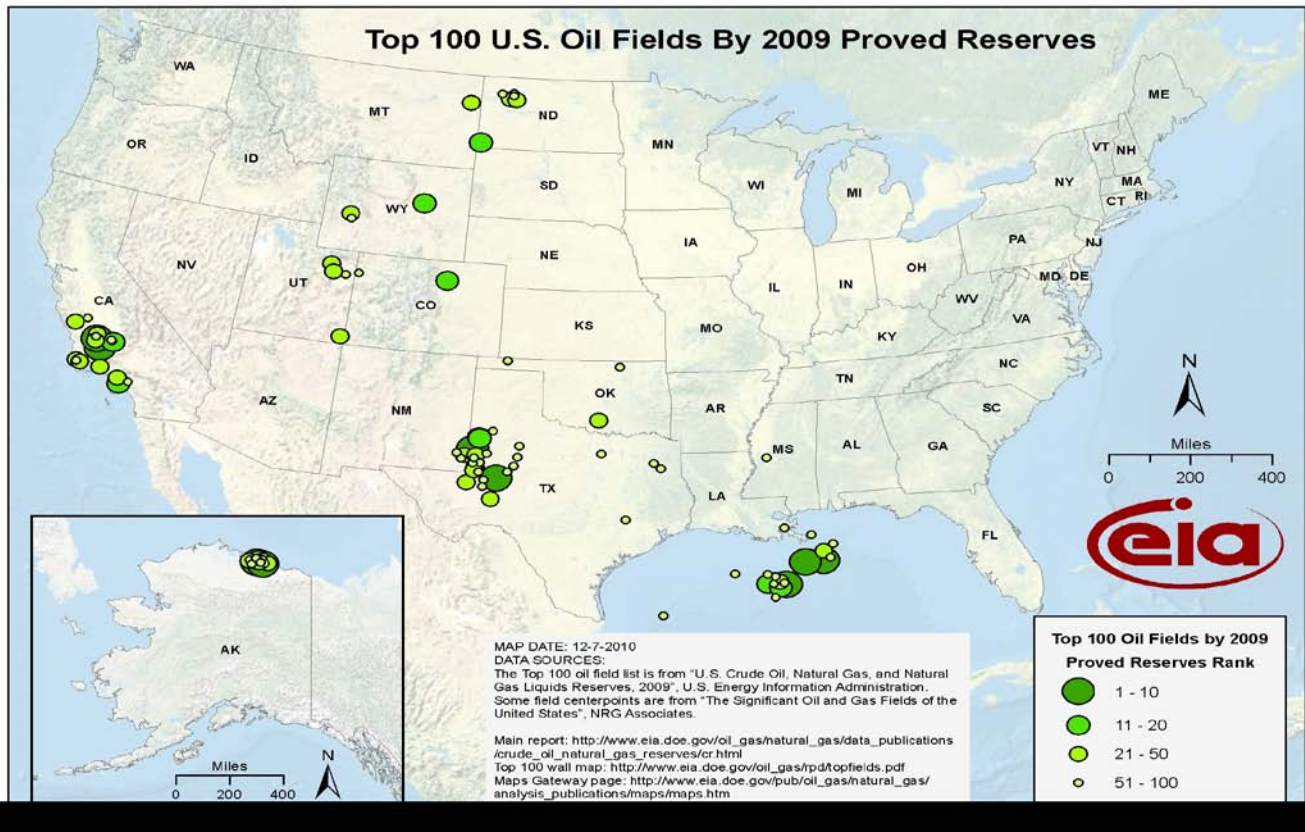 Top 100 U.S. Oil Fields By 2009 Proved Reserves
WA
MT
ND
ME
OR
ID
MN
VT
NH
SD
WI
MI
NY
MA
CT
RI
WY
IA
PA
NJ
NV
UT
NE
OH
MD
DE
CA
CO
IL
IN
WV
VA
KS
MO
KY
NC
TN
AZ
NM
OK
AR
SC
MS
AL
GA
TX
LA
FL
N
Miles
0 200 400
eia
AK
Miles
0 200 400
N
MAP DATE: 12-7-2010
DATA SOURCES:
The Top 100 oil field list is from "U.S. Crude Oil, Natural Gas, and Natural
Gas Liquids Reserves, 2009", U.S. Energy Information Administration.
Some field centerpoints are from "The Significant Oil and Gas Fields of the
United States", NRG Associates.
Main report: http://www.eia.doe.gov/oil_gas/natural_gas/data_publications
/crude_oil_natural_gas_reserves/cr.html
Top 100 wall map: http://www.eia.doe.gov/oil_gas/rpd/topfields.pdf
Maps Gateway page: http://www.eia.doe.gov/pub/oil_gas/natural_gas/
analysis_publications/maps/maps.htm
Top 100 Oil Fields by 2009
Proved Reserves Rank
1 - 10
11 - 20
21 - 50
51 - 100